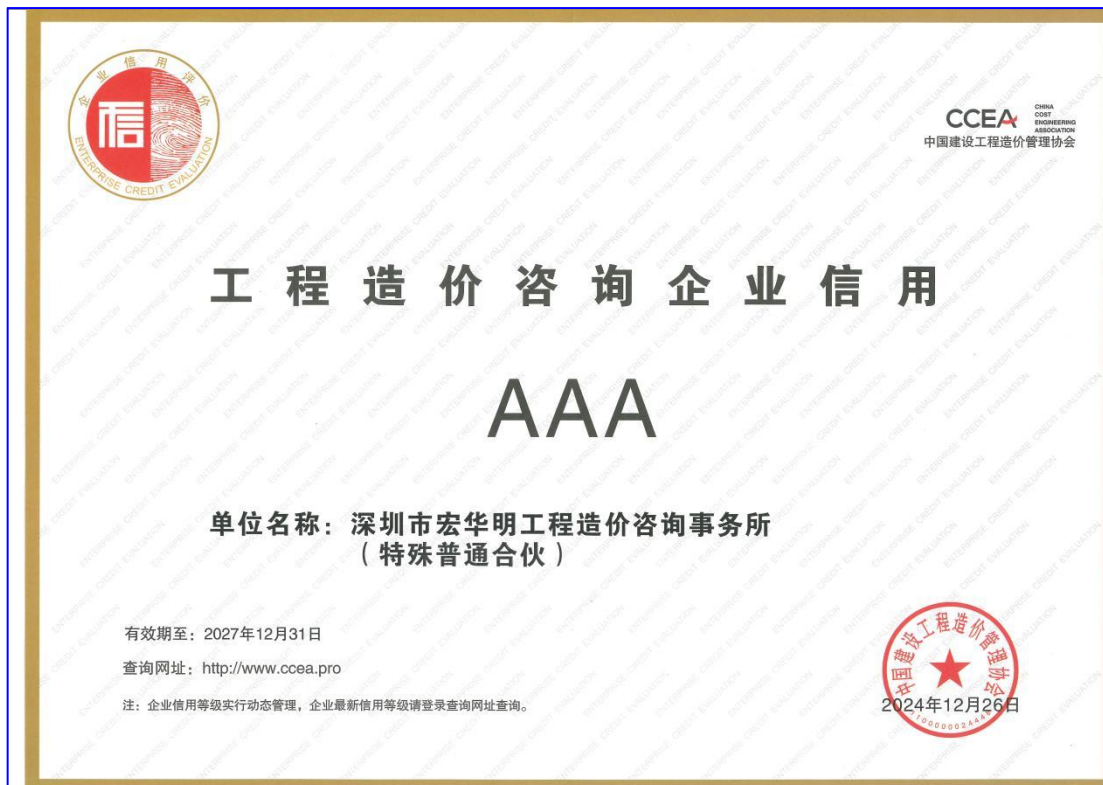 企业信用评价
信
ENTERPRISE CREDIT EVALUATION
CCEA
CHINA
COST
ENGINEERING
ASSOCIATION
中国建设工程造价管理协会
工程造价咨询企业信用
AAA
单位名称：深圳市宏华明工程造价咨询事务所
（特殊普通合伙）
有效期至：2027年12月31日
查询网址：http://www.ccea.pro
注：企业信用等级实行动态管理，企业最新信用等级请登录查询网址查询。
中国建设工程造价管理协会
2024年12月26日